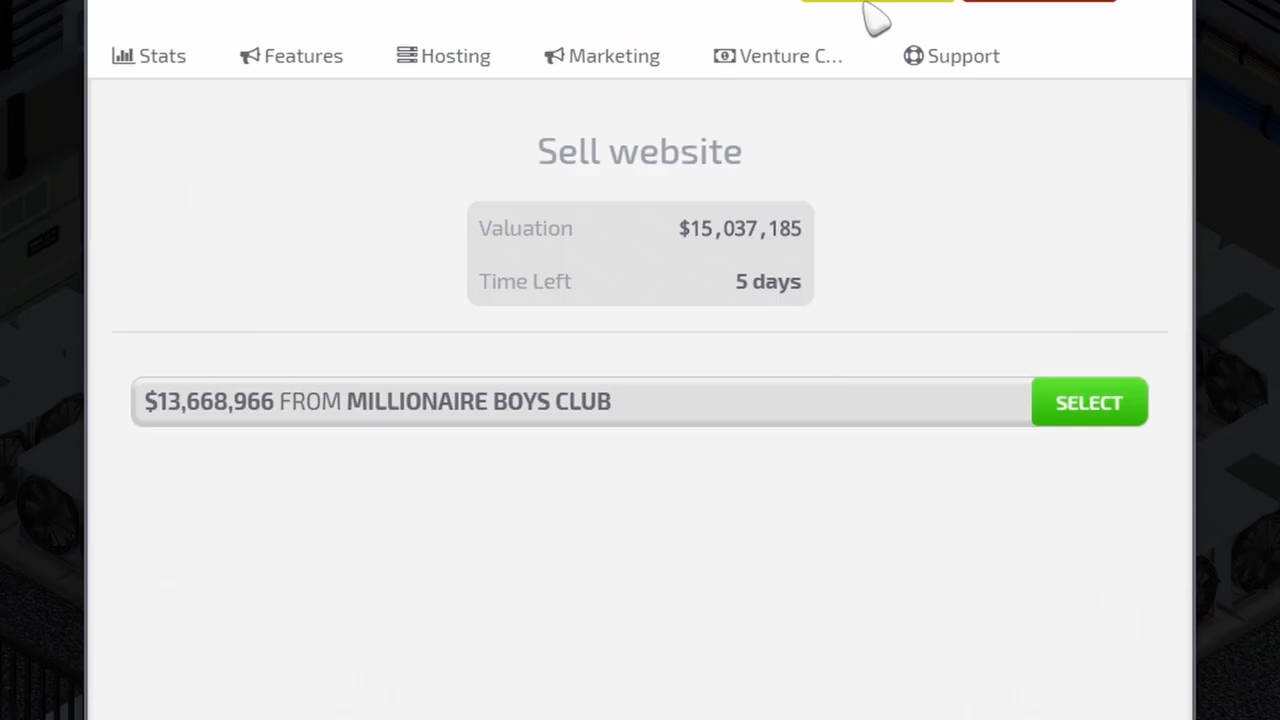 Stats Features Hosting Marketing Venture C... Support
Sell website
Valuation $15,037,185
Time Left 5 days
$13,668,966 FROM MILLIONAIRE BOYS CLUB SELECT